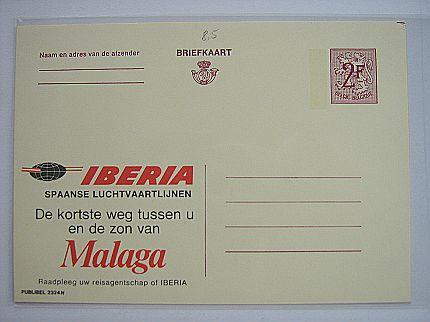 8,5
Naam en adres van de afzender
BRIEFKAART
2F
IBERIA
SPAANSE LUCHTVAARTLIJNEN
De kortste weg tussen u
en de zon van
Malaga
Raadpleeg uw reisagentschap of IBERIA
PUBLIBEL 2324 N